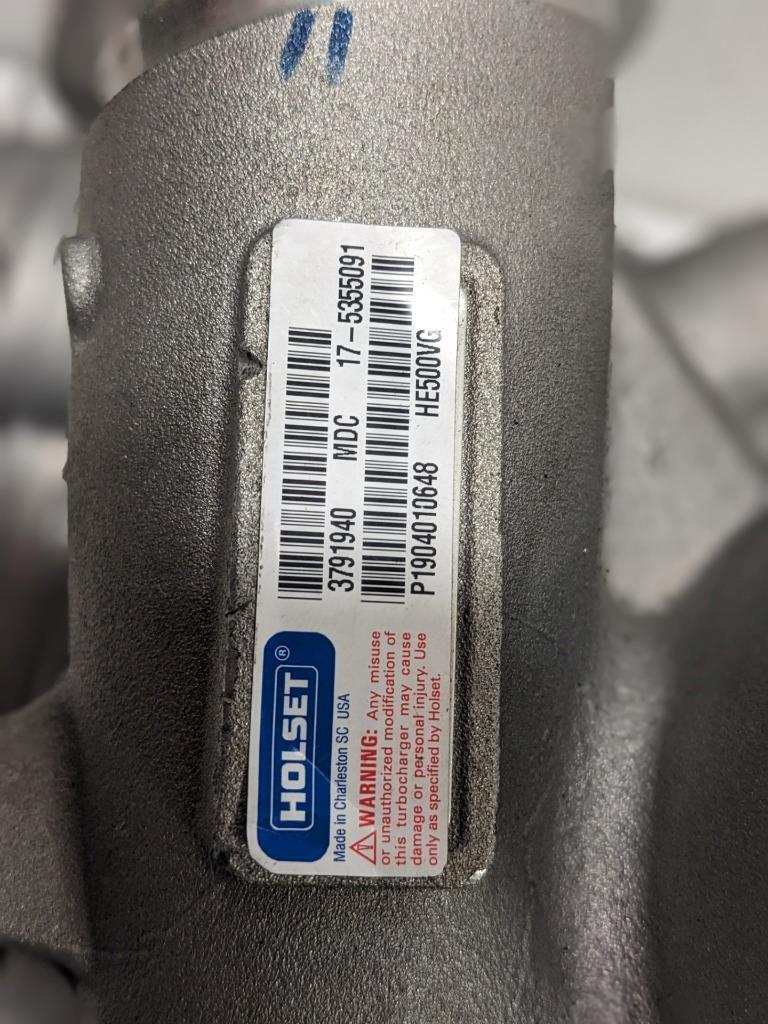 HOLSET®
Made in Charleston SC USA
3791940 MDC 17-5355091
P1904010648 HE500VG
WARNING: Any misuse
or unauthorized modification of
this turbocharger may cause
damage or personal injury. Use
only as specified by Holset.